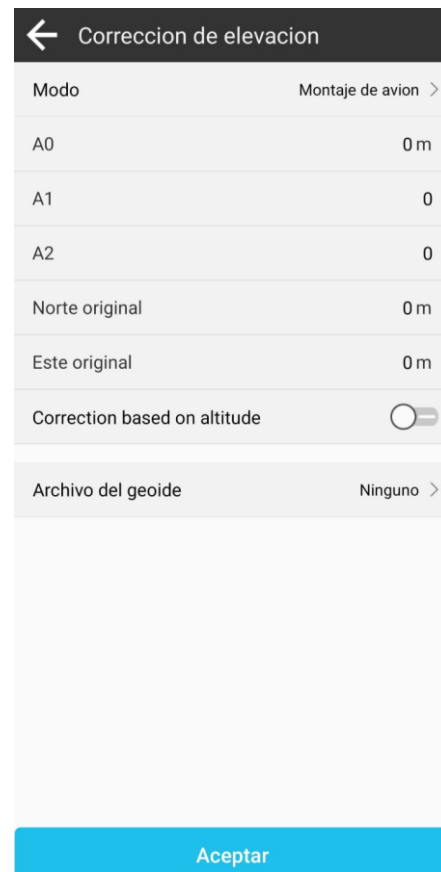 Correccion de elevacion
Modo Montaje de avion
A0 0 m
A1 0
A2 0
Norte original 0 m
Este original 0 m
Correction based on altitude
Archivo del geoide Ninguno
Aceptar